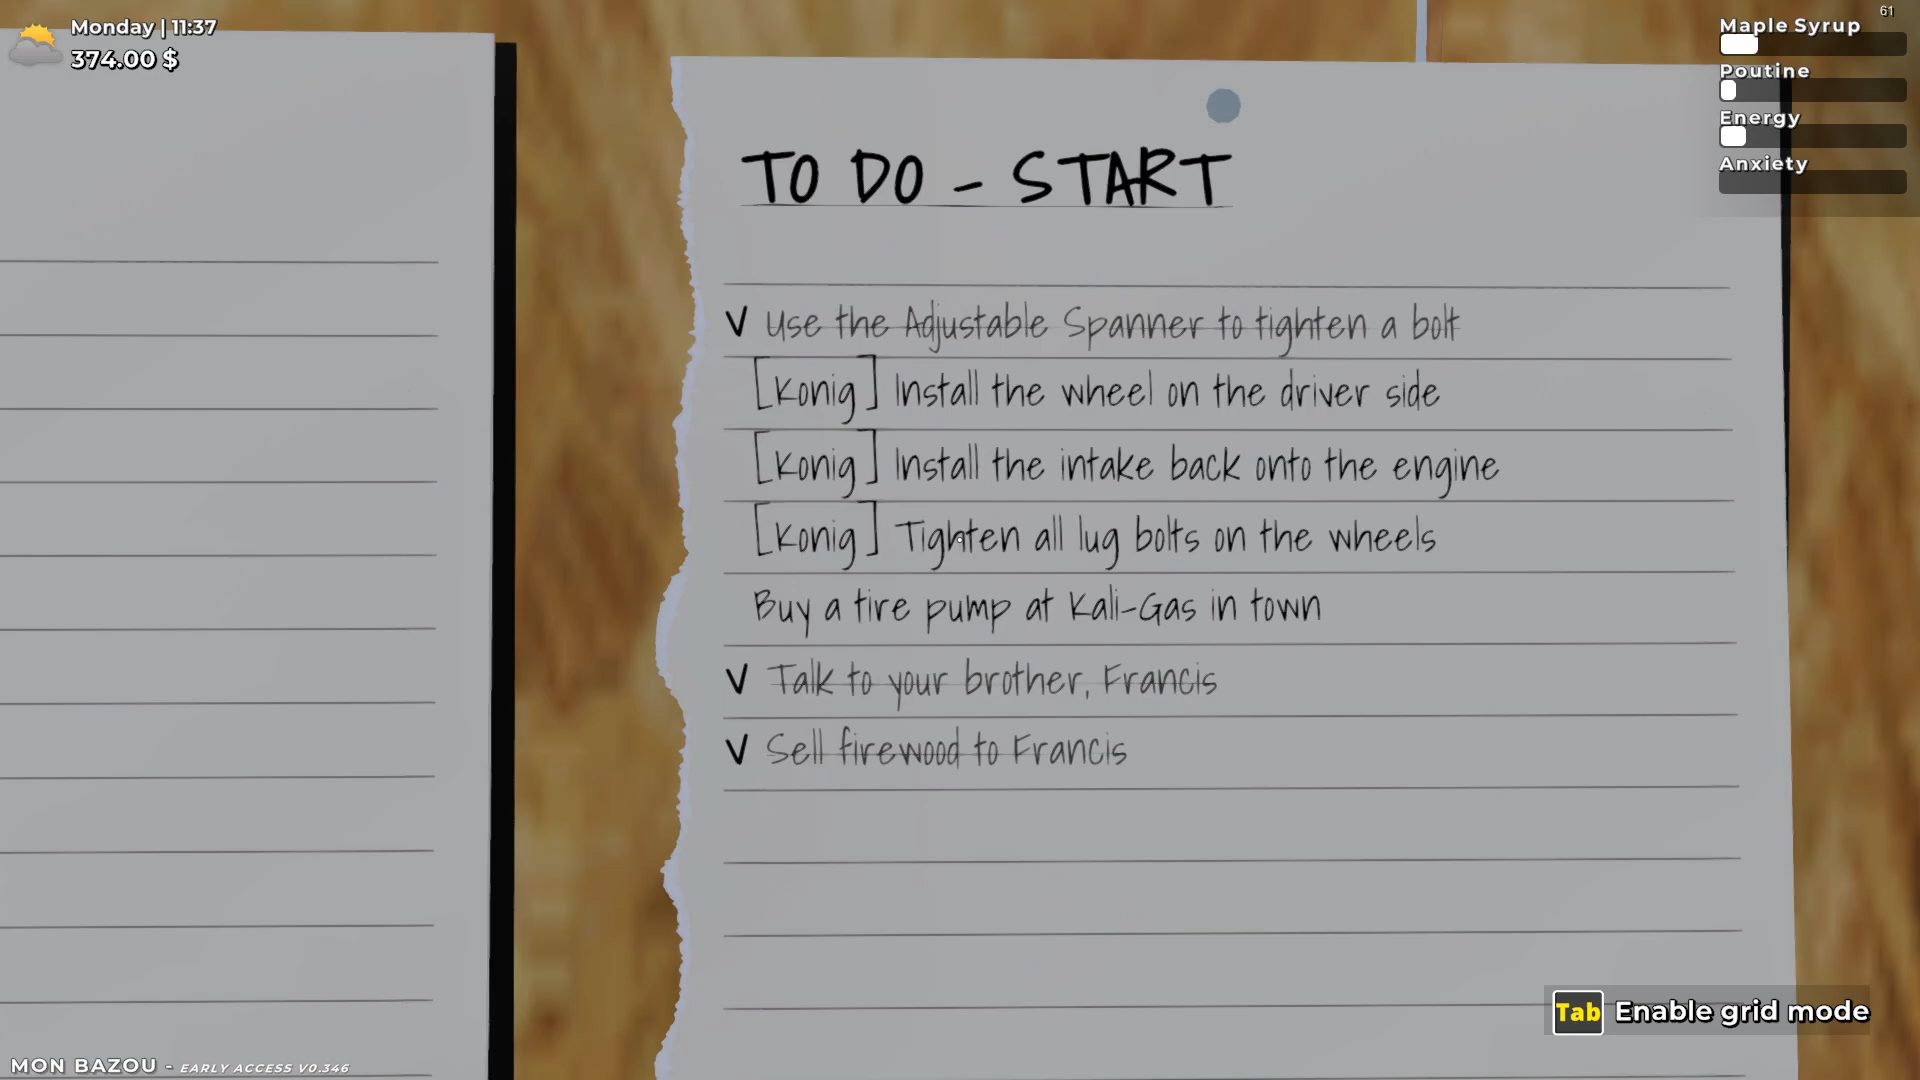 Monday | 11:37
374.00 $
61
Maple Syrup
Poutine
Energy
Anxiety
TO DO - START
V Use the Adjustable Spanner to tighten a bolt
[Konig] Install the wheel on the driver side
[Konig] Install the intake back onto the engine
[Konig] Tighten all lug bolts on the wheels
Buy a tire pump at Kali-Gas in town
V Talk to your brother, Francis
V Sell firewood to Francis
Tab Enable grid mode
MON BAZOU - EARLY ACCESS V0.346